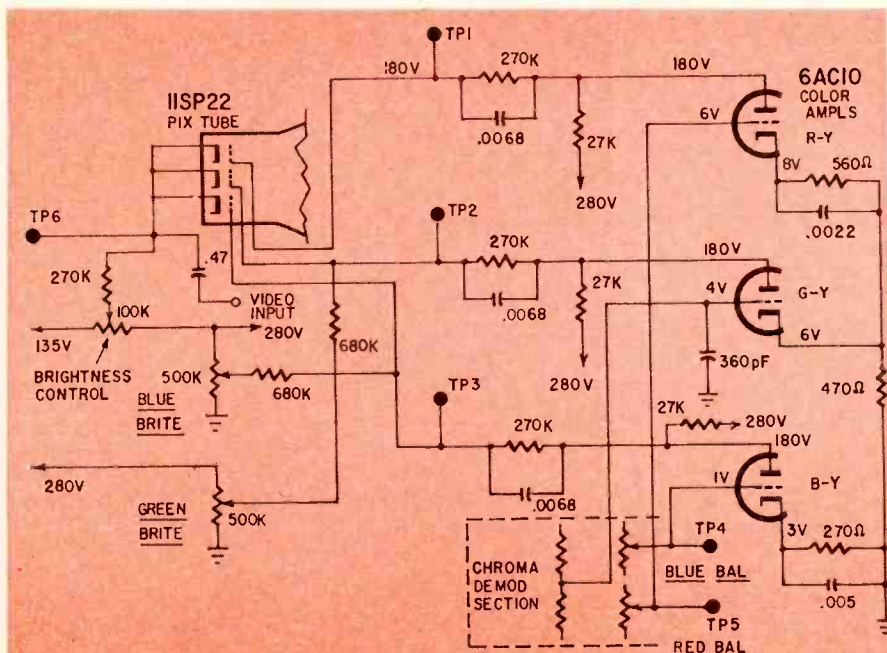 TP1
180V
270K
180V
6AC10
COLOR
AMPLS
11SP22
PIX TUBE
.0068
27K
6V
R-Y
8V
560Ω
280V
.0022
TP6
TP2
270K
180V
.47
270K
27K
4V
G-Y
VIDEO
INPUT
.0068
6V
100K
280V
680K
135V
360pF
BRIGHTNESS
CONTROL
500K
680K
280V
470Ω
BLUE
BRITE
TP3
270K
27K
280V
180V
280V
1V
B-Y
GREEN
BRITE
500K
.0068
3V
270Ω
TP4
CHROMA
DEMOD
SECTION
BLUE BAL
.005
TP5
RED BAL